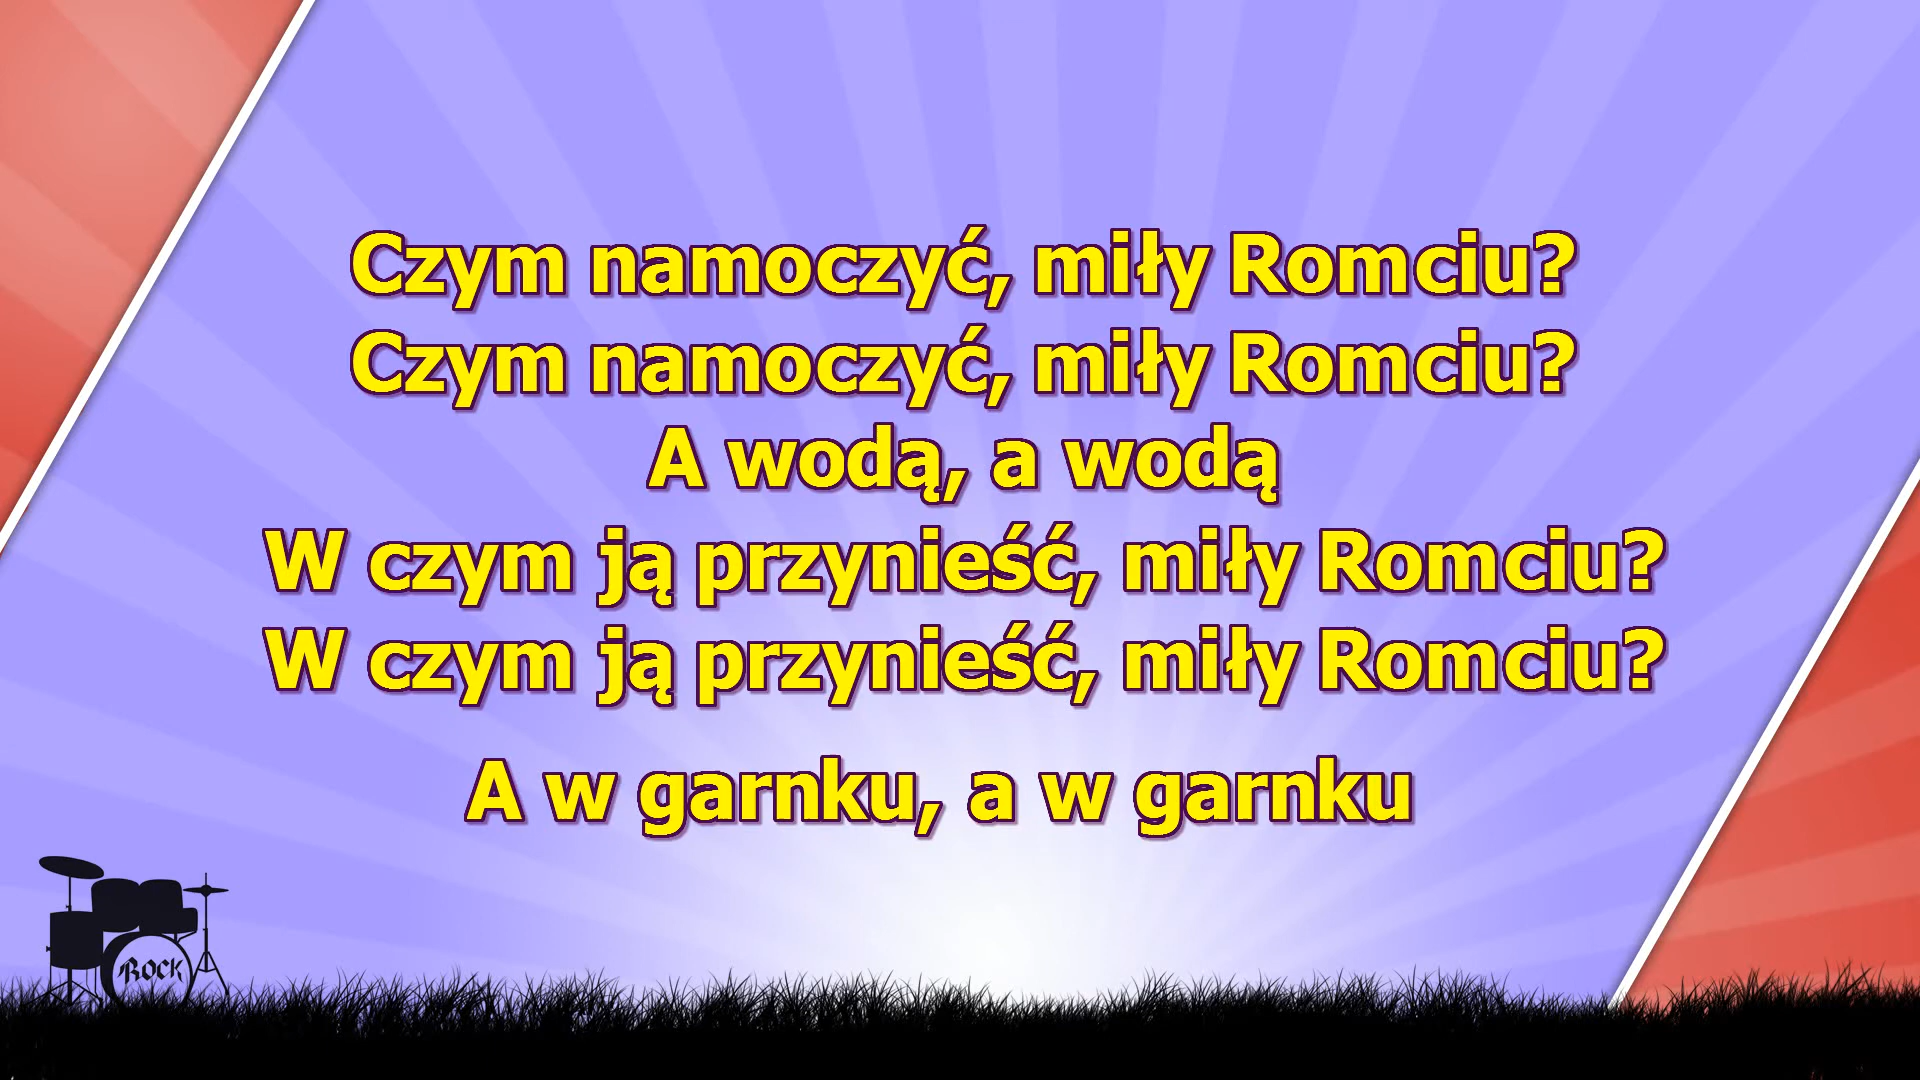 Czym namoczyć, miły Romciu?
Czym namoczyć, miły Romciu?
A wodą, a wodą
W czym ją przynieść, miły Romciu?
W czym ją przynieść, miły Romciu?
A w garnku, a w garnku
ROCK